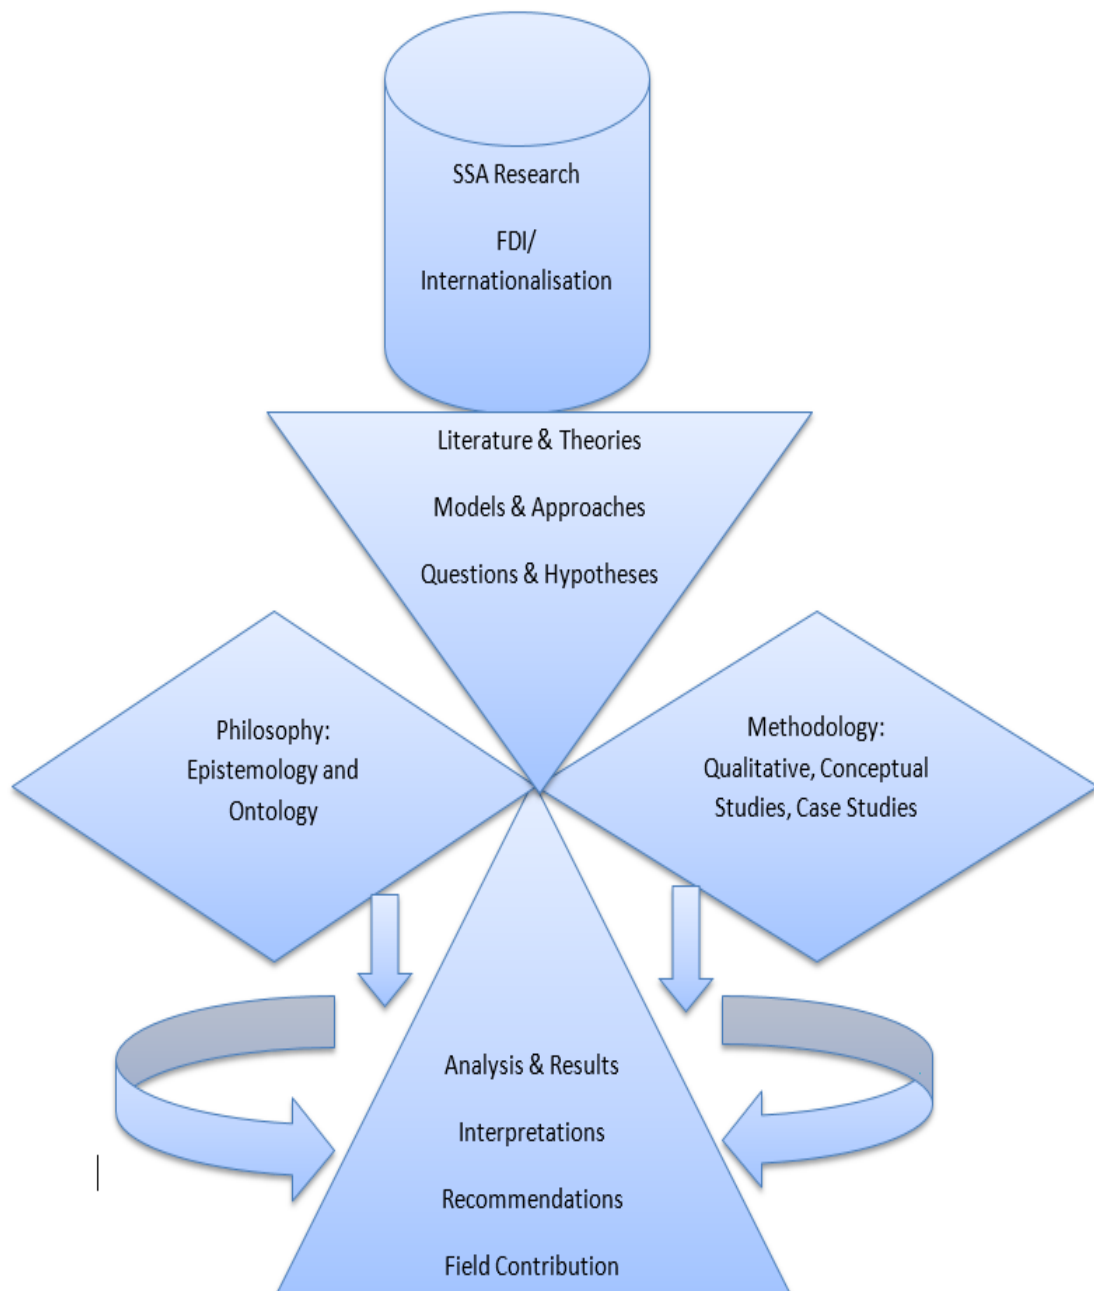 SSA Research
FDI/
Internationalisation
Literature & Theories
Models & Approaches
Questions & Hypotheses
Philosophy:
Epistemology and
Ontology
Methodology:
Qualitative, Conceptual
Studies, Case Studies
Analysis & Results
Interpretations
Recommendations
Field Contribution